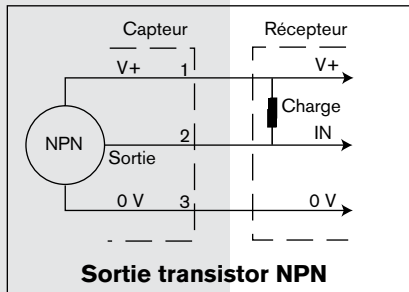 Capteur
Récepteur
V+
1
V+
Charge
NPN
Sortie
2
IN
0 V
3
0 V
Sortie transistor NPN